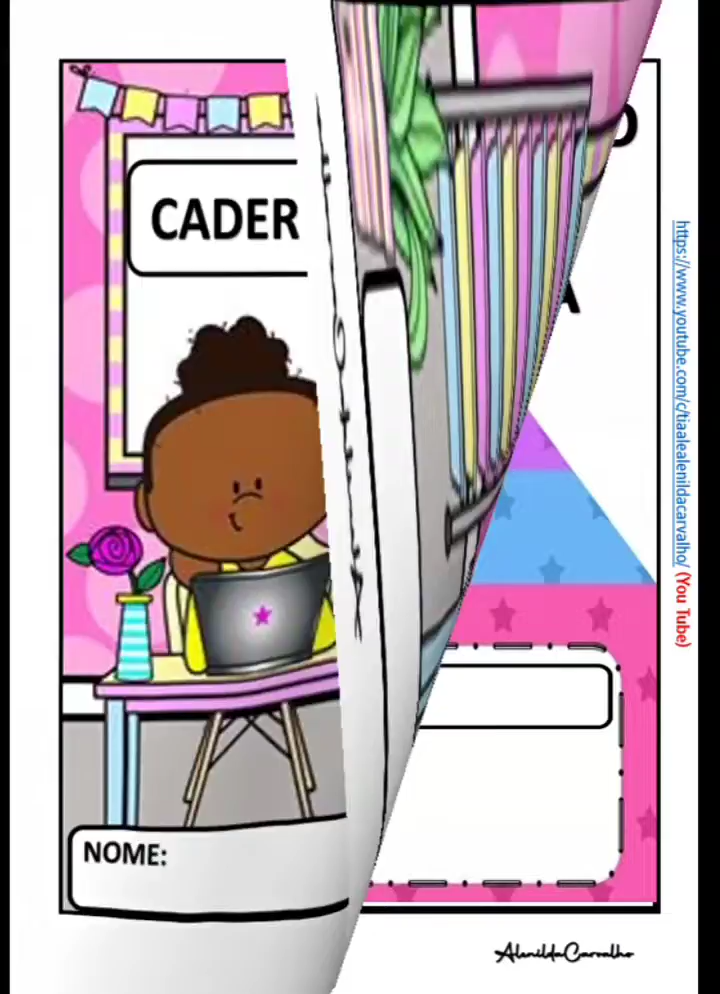 CADER
NOME:
https://www.youtube.com/c/tiaalealenildacarvalho/ (You Tube)
AlenildaCarvalho